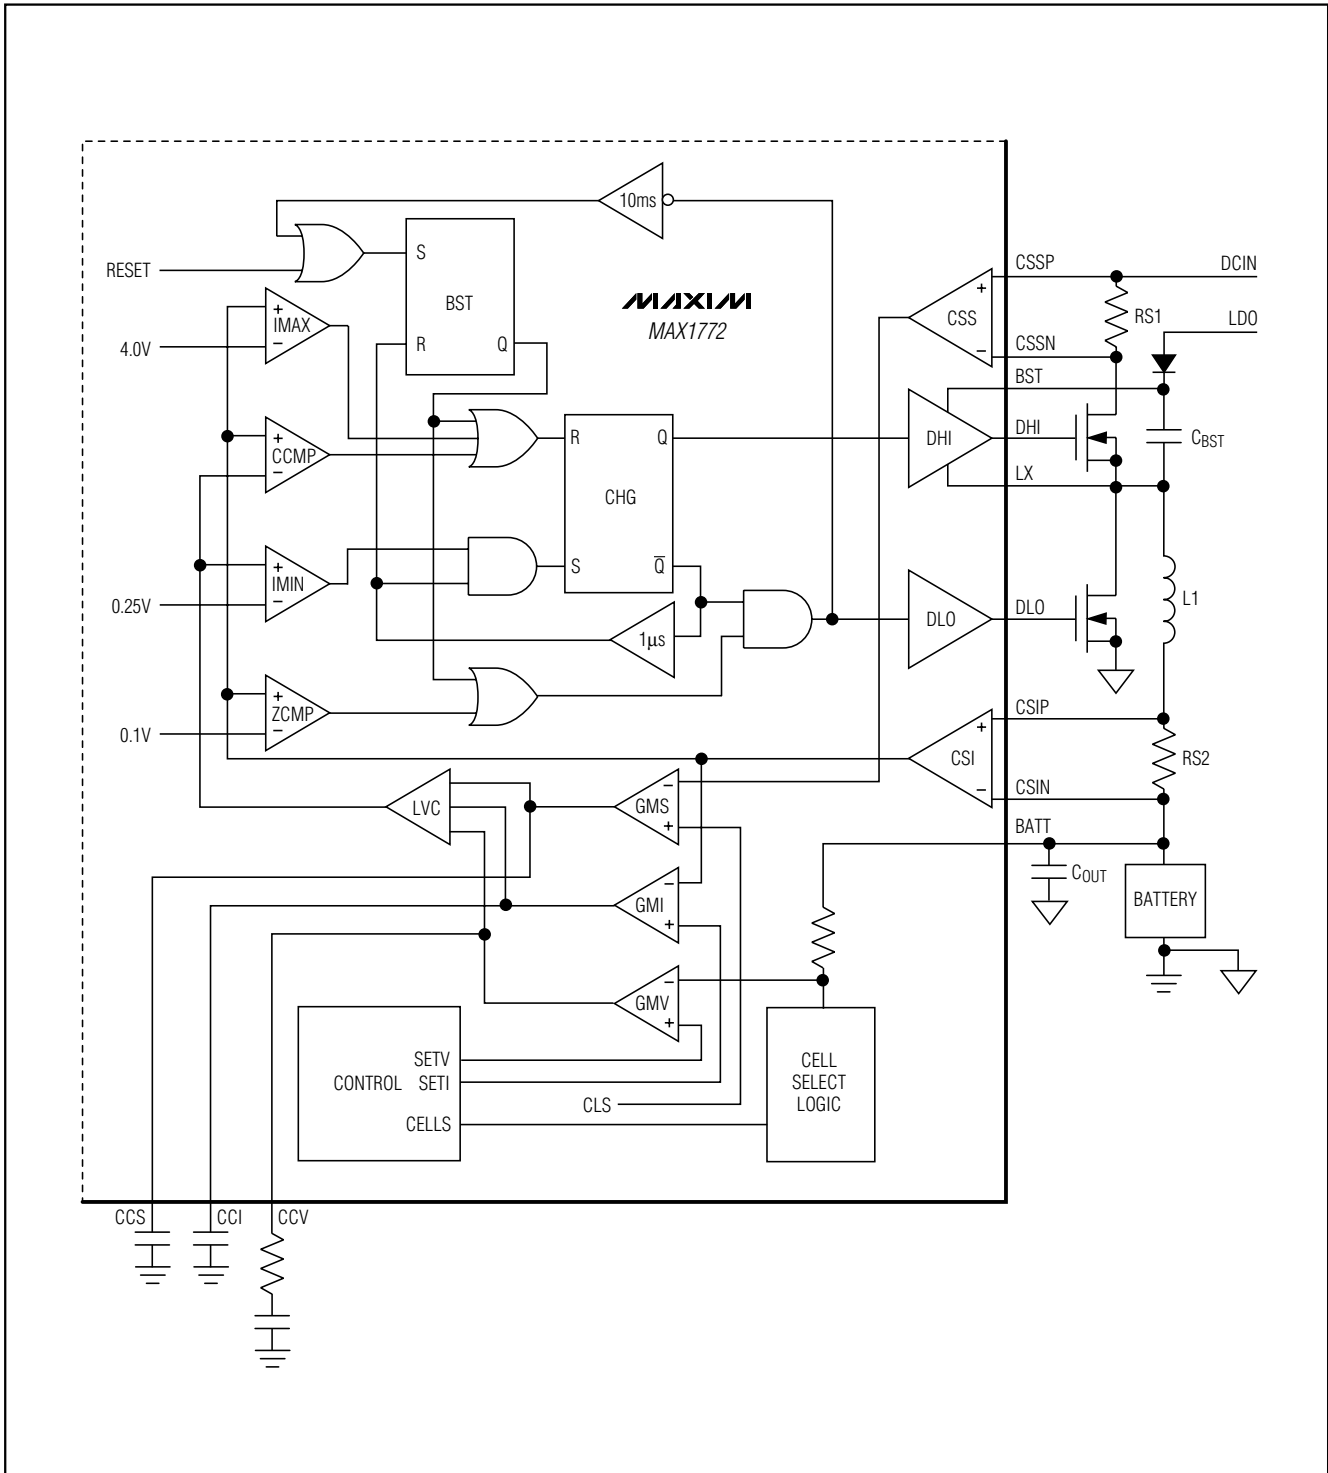 10ms
RESET
S
BST
R
Q
MAXIM
MAX1772
CSSP
DCIN
+
CSS
−
RS1
LDO
CSSN
BST
+
IMAX
−
4.0V
+
CCMP
−
R
Q
CHG
S
Q̅
DHI
DHI
CBST
LX
+
IMIN
−
0.25V
1µs
DLO
DLO
L1
+
ZCMP
−
0.1V
CSIP
+
CSI
−
RS2
CSIN
LVC
−
GMS
+
BATT
COUT
BATTERY
−
GMI
+
−
GMV
+
CONTROL
SETV
SETI
CELLS
CLS
CELL
SELECT
LOGIC
CCS
CCI
CCV